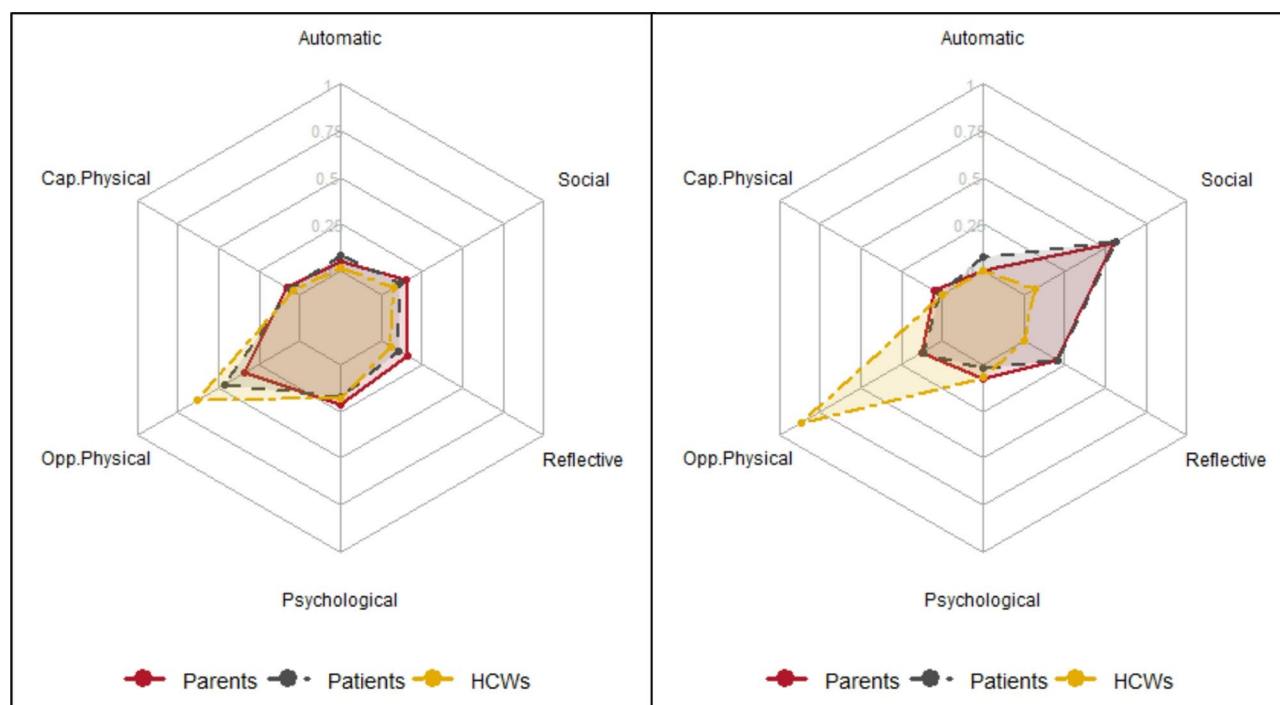 Automatic
1
0.75
Cap.Physical
0.5
Social
0.25
Opp.Physical
Reflective
Psychological
Parents Patients HCWs
Automatic
1
0.75
Cap.Physical
0.5
Social
0.25
Opp.Physical
Reflective
Psychological
Parents Patients HCWs